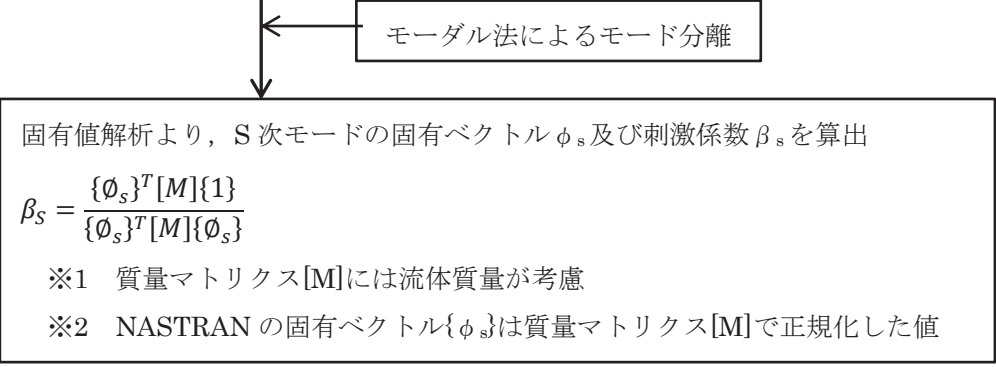 モーダル法によるモード分離
固有値解析より，S 次モードの固有ベクトルφₛ及び刺激係数βₛを算出
β_S = {∅_s}^T[M]{1} / {∅_s}^T[M]{∅_s}
※1　質量マトリクス[M]には流体質量が考慮
※2　NASTRAN の固有ベクトル{φₛ}は質量マトリクス[M]で正規化した値